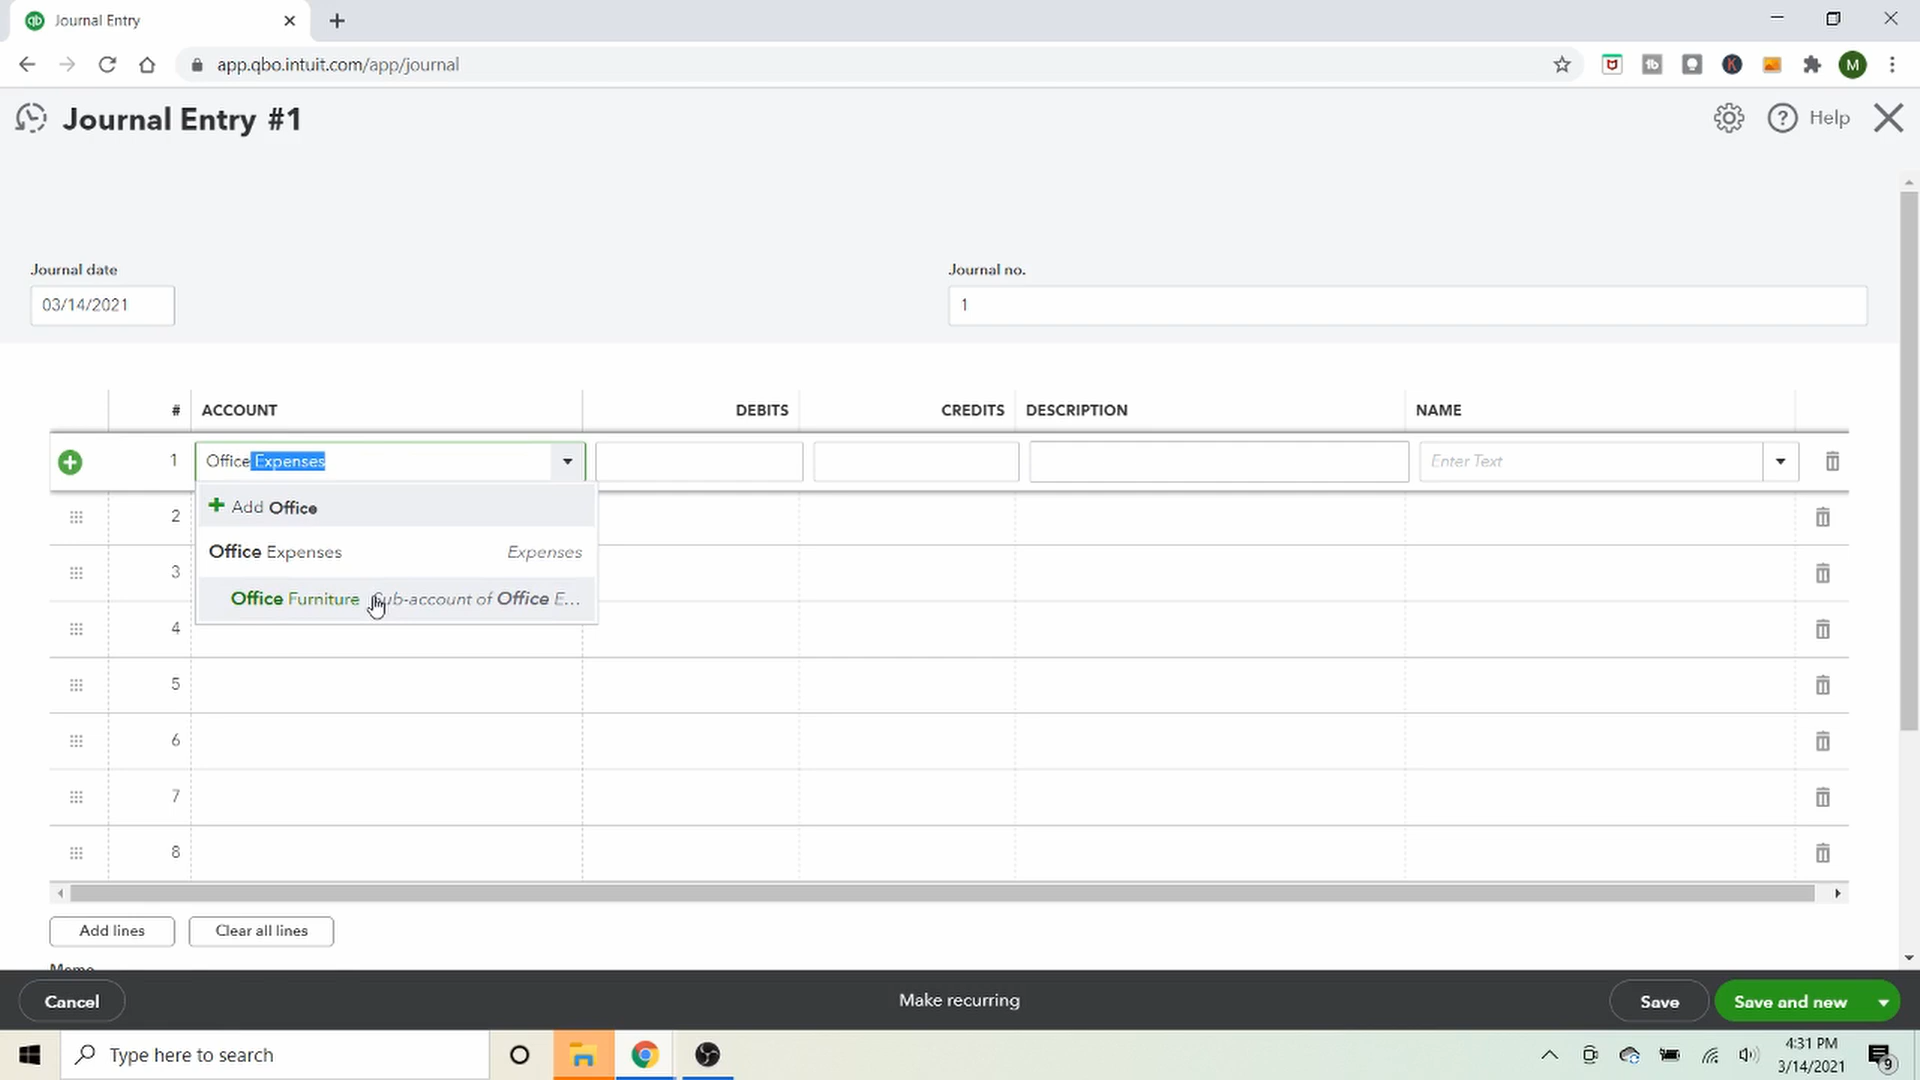 Journal Entry
app.qbo.intuit.com/app/journal
M
Journal Entry #1
Help
Journal date
Journal no.
03/14/2021
1
# ACCOUNT DEBITS CREDITS DESCRIPTION NAME
1 Office Expenses Enter Text
Add Office
2
Office Expenses Expenses
3
Office Furniture Sub-account of Office E...
4
5
6
7
8
Add lines Clear all lines
Memo
Cancel Make recurring Save Save and new
Type here to search
4:31 PM
3/14/2021
9